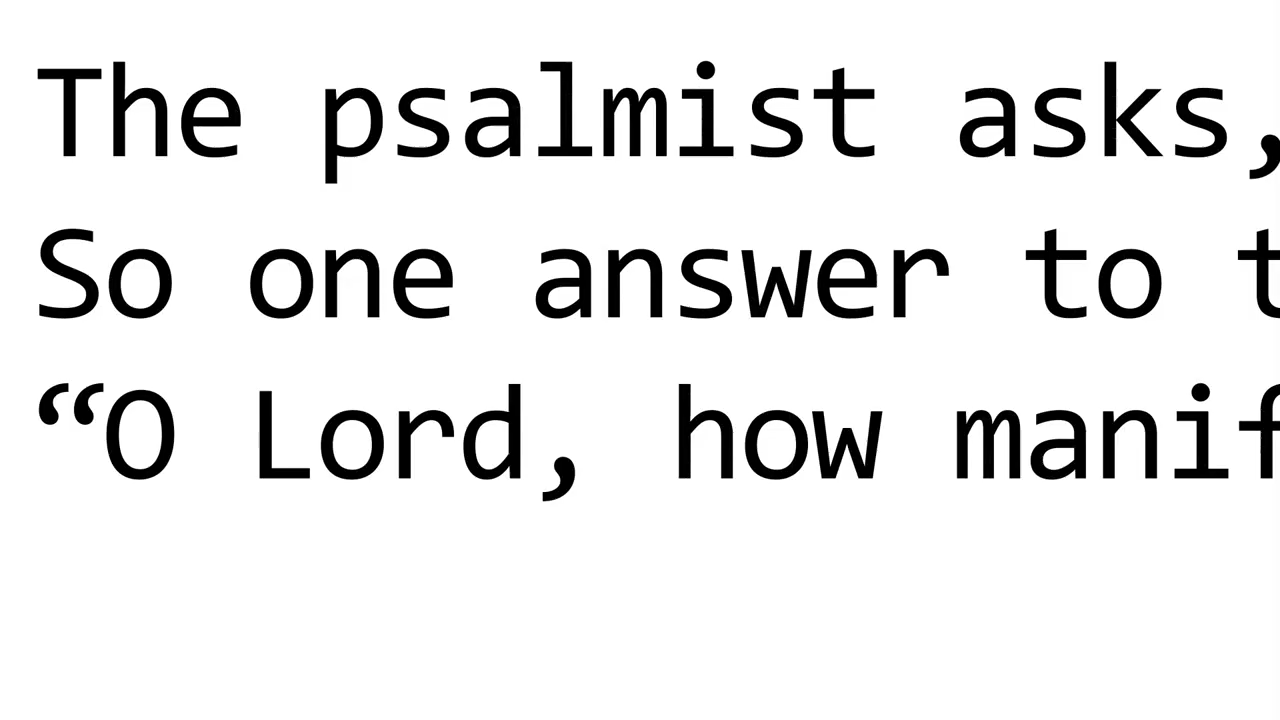 The psalmist asks,
So one answer to
“O Lord, how